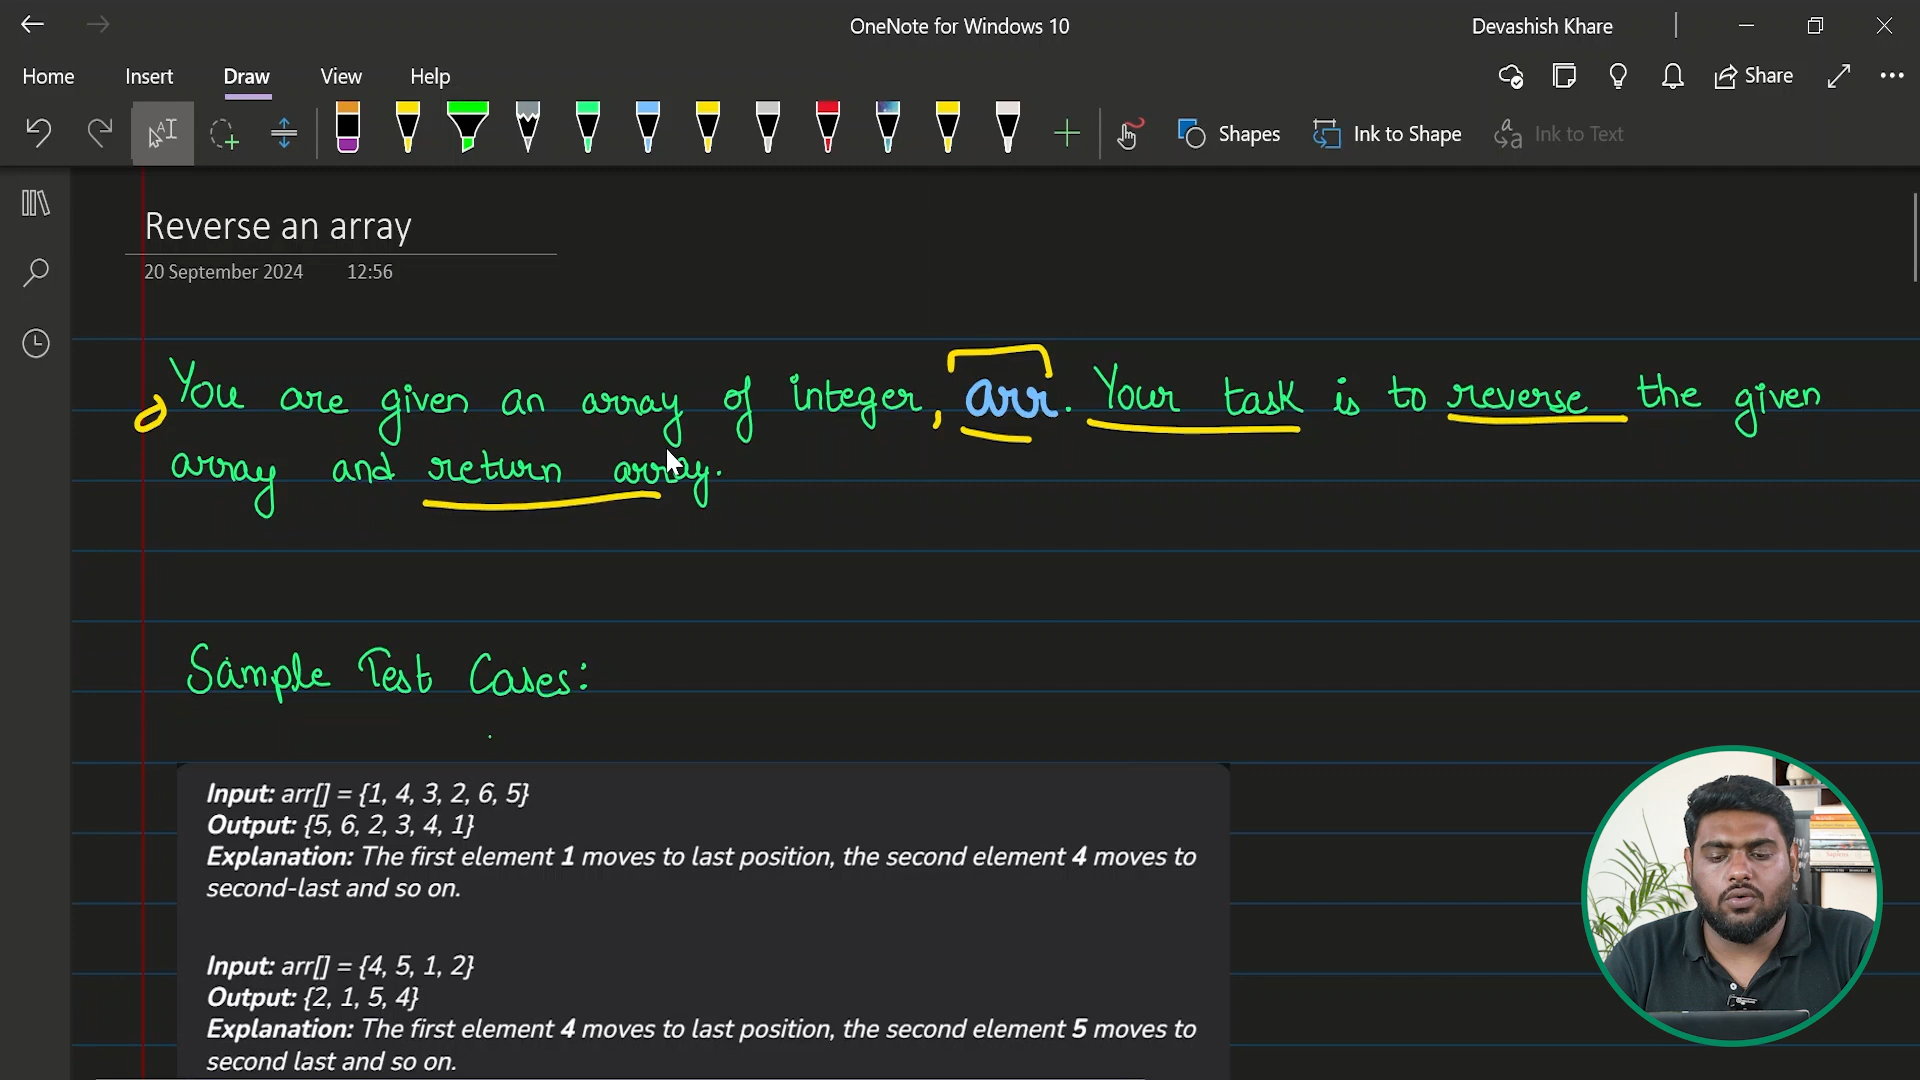 OneNote for Windows 10
Devashish Khare
Home Insert Draw View Help
Share
Shapes Ink to Shape Ink to Text
Reverse an array
20 September 2024 12:56
You are given an array of integer, arr. Your task is to reverse the given
array and return array.
Sample Test Cases:
Input: arr[] = {1, 4, 3, 2, 6, 5}
Output: {5, 6, 2, 3, 4, 1}
Explanation: The first element 1 moves to last position, the second element 4 moves to
second-last and so on.
Input: arr[] = {4, 5, 1, 2}
Output: {2, 1, 5, 4}
Explanation: The first element 4 moves to last position, the second element 5 moves to
second last and so on.